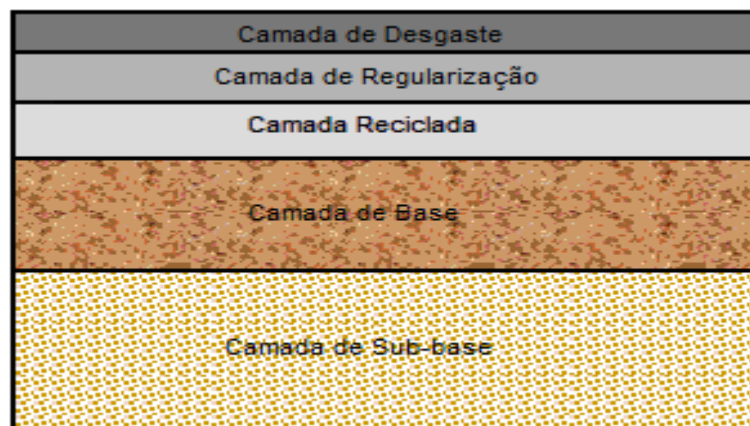 Camada de Desgaste
Camada de Regularização
Camada Reciclada
Camada de Base
Camada de Sub-base